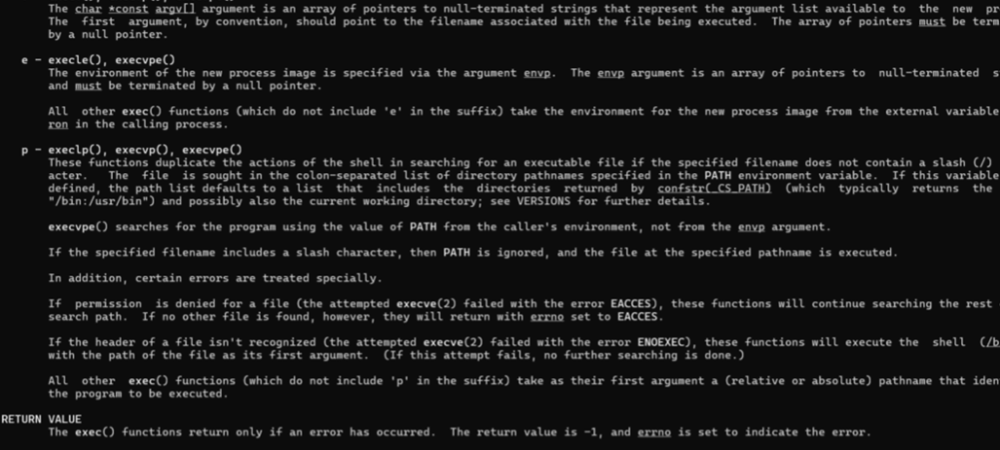 The char *const argv[] argument is an array of pointers to null-terminated strings that represent the argument list available to the new pr
The first argument, by convention, should point to the filename associated with the file being executed. The array of pointers must be term
by a null pointer.
e - execle(), execvpe()
The environment of the new process image is specified via the argument envp. The envp argument is an array of pointers to null-terminated s
and must be terminated by a null pointer.
All other exec() functions (which do not include 'e' in the suffix) take the environment for the new process image from the external variable
ron in the calling process.
p - execlp(), execvp(), execvpe()
These functions duplicate the actions of the shell in searching for an executable file if the specified filename does not contain a slash (/)
acter. The file is sought in the colon-separated list of directory pathnames specified in the PATH environment variable. If this variable
defined, the path list defaults to a list that includes the directories returned by confstr(_CS_PATH) (which typically returns the
"/bin:/usr/bin") and possibly also the current working directory; see VERSIONS for further details.
execvpe() searches for the program using the value of PATH from the caller's environment, not from the envp argument.
If the specified filename includes a slash character, then PATH is ignored, and the file at the specified pathname is executed.
In addition, certain errors are treated specially.
If permission is denied for a file (the attempted execve(2) failed with the error EACCES), these functions will continue searching the rest
search path. If no other file is found, however, they will return with errno set to EACCES.
If the header of a file isn't recognized (the attempted execve(2) failed with the error ENOEXEC), these functions will execute the shell (/b
with the path of the file as its first argument. (If this attempt fails, no further searching is done.)
All other exec() functions (which do not include 'p' in the suffix) take as their first argument a (relative or absolute) pathname that iden
the program to be executed.
RETURN VALUE
The exec() functions return only if an error has occurred. The return value is -1, and errno is set to indicate the error.